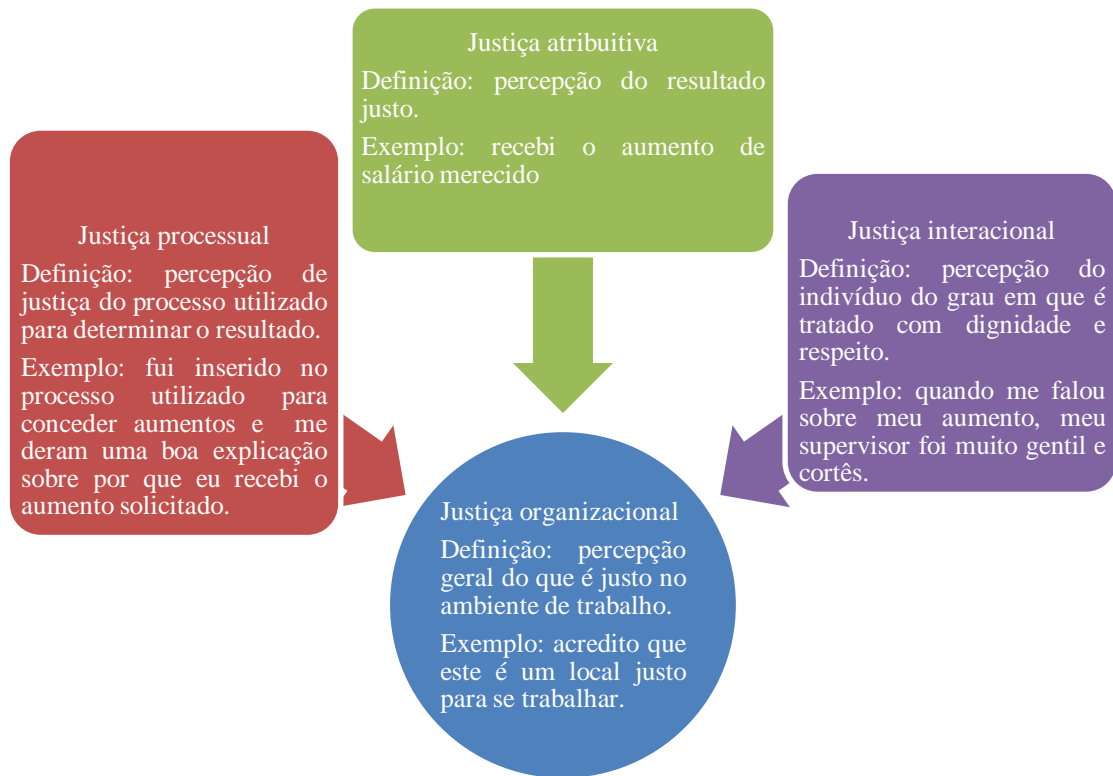 Justiça atribuitiva
Definição: percepção do resultado
justo.
Exemplo: recebi o aumento de
salário merecido
Justiça processual
Definição: percepção de
justiça do processo utilizado
para determinar o resultado.
Exemplo: fui inserido no
processo utilizado para
conceder aumentos e me
deram uma boa explicação
sobre por que eu recebi o
aumento solicitado.
Justiça interacional
Definição: percepção do
indivíduo do grau em que é
tratado com dignidade e
respeito.
Exemplo: quando me falou
sobre meu aumento, meu
supervisor foi muito gentil e
cortês.
Justiça organizacional
Definição: percepção
geral do que é justo no
ambiente de trabalho.
Exemplo: acredito que
este é um local justo
para se trabalhar.